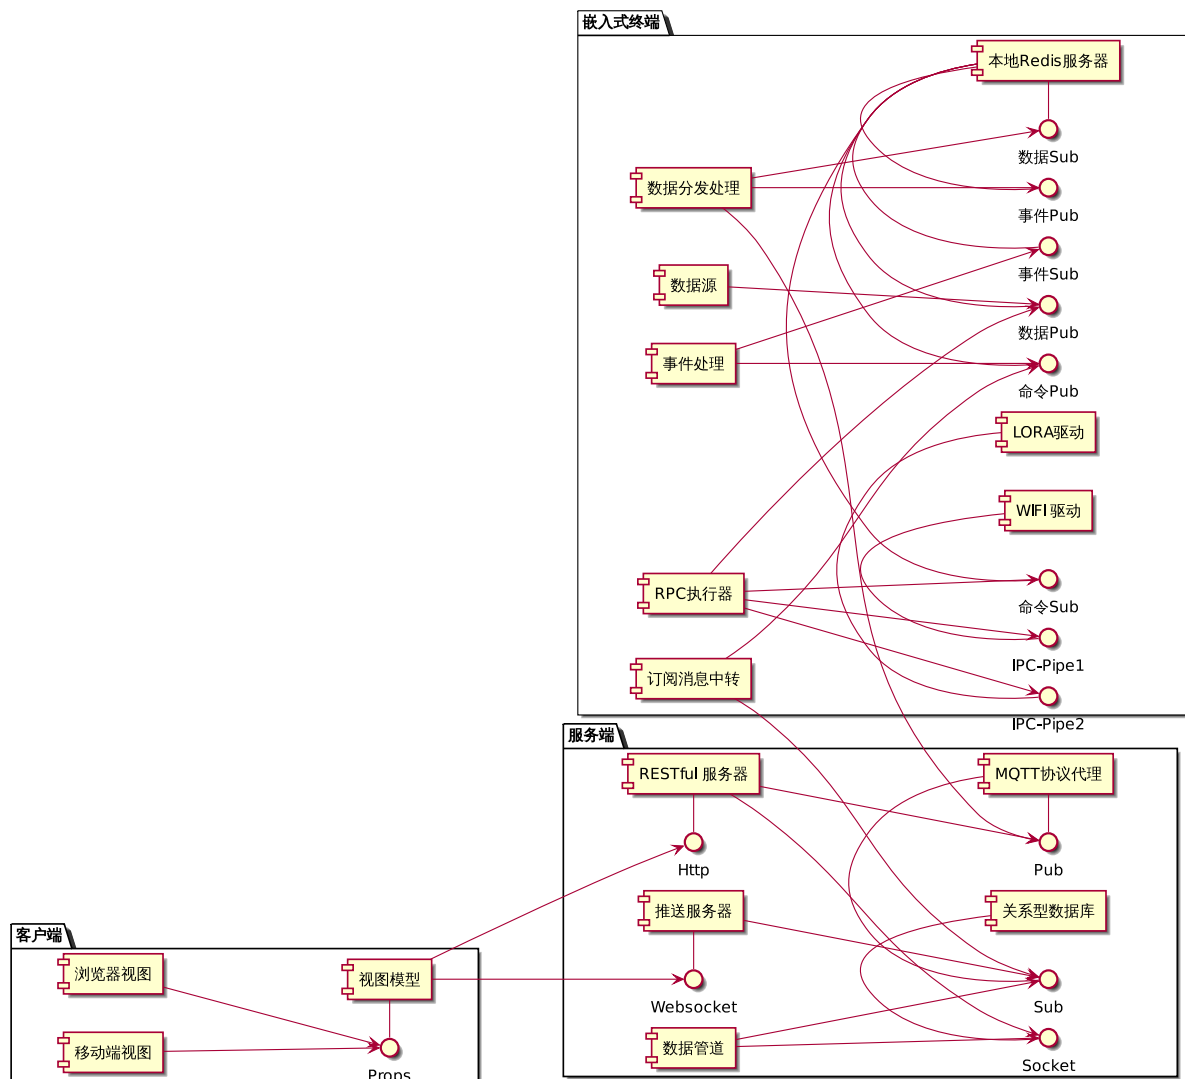 嵌入式终端
本地Redis服务器
数据Sub
数据分发处理
事件Pub
事件Sub
数据源
数据Pub
事件处理
命令Pub
LORA驱动
WIFI 驱动
命令Sub
RPC执行器
IPC-Pipe1
订阅消息中转
IPC-Pipe2
服务端
RESTful 服务器
MQTT协议代理
Http
Pub
推送服务器
关系型数据库
客户端
浏览器视图
视图模型
Websocket
Sub
移动端视图
数据管道
Socket
Props